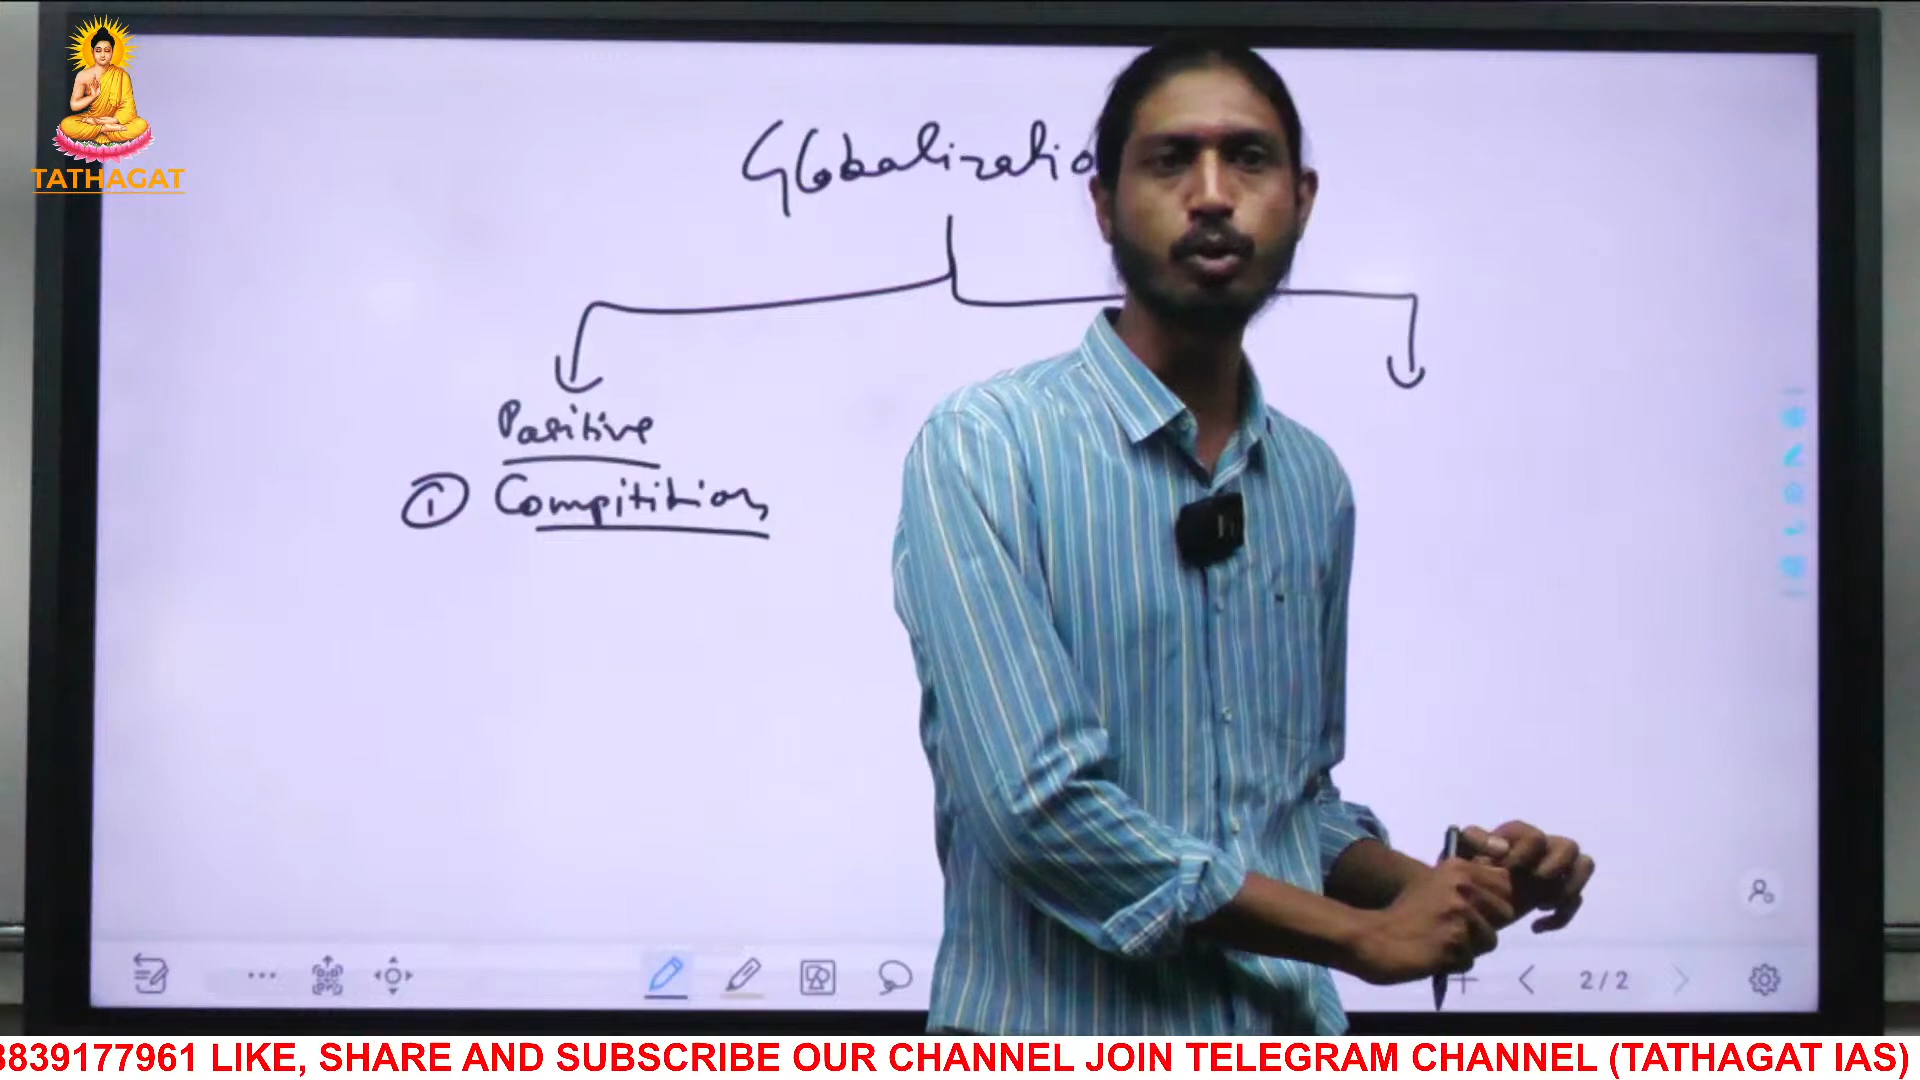 TATHAGAT
Globalizatio
Positive
① Compitition
2/2
8839177961 LIKE, SHARE AND SUBSCRIBE OUR CHANNEL JOIN TELEGRAM CHANNEL (TATHAGAT IAS)